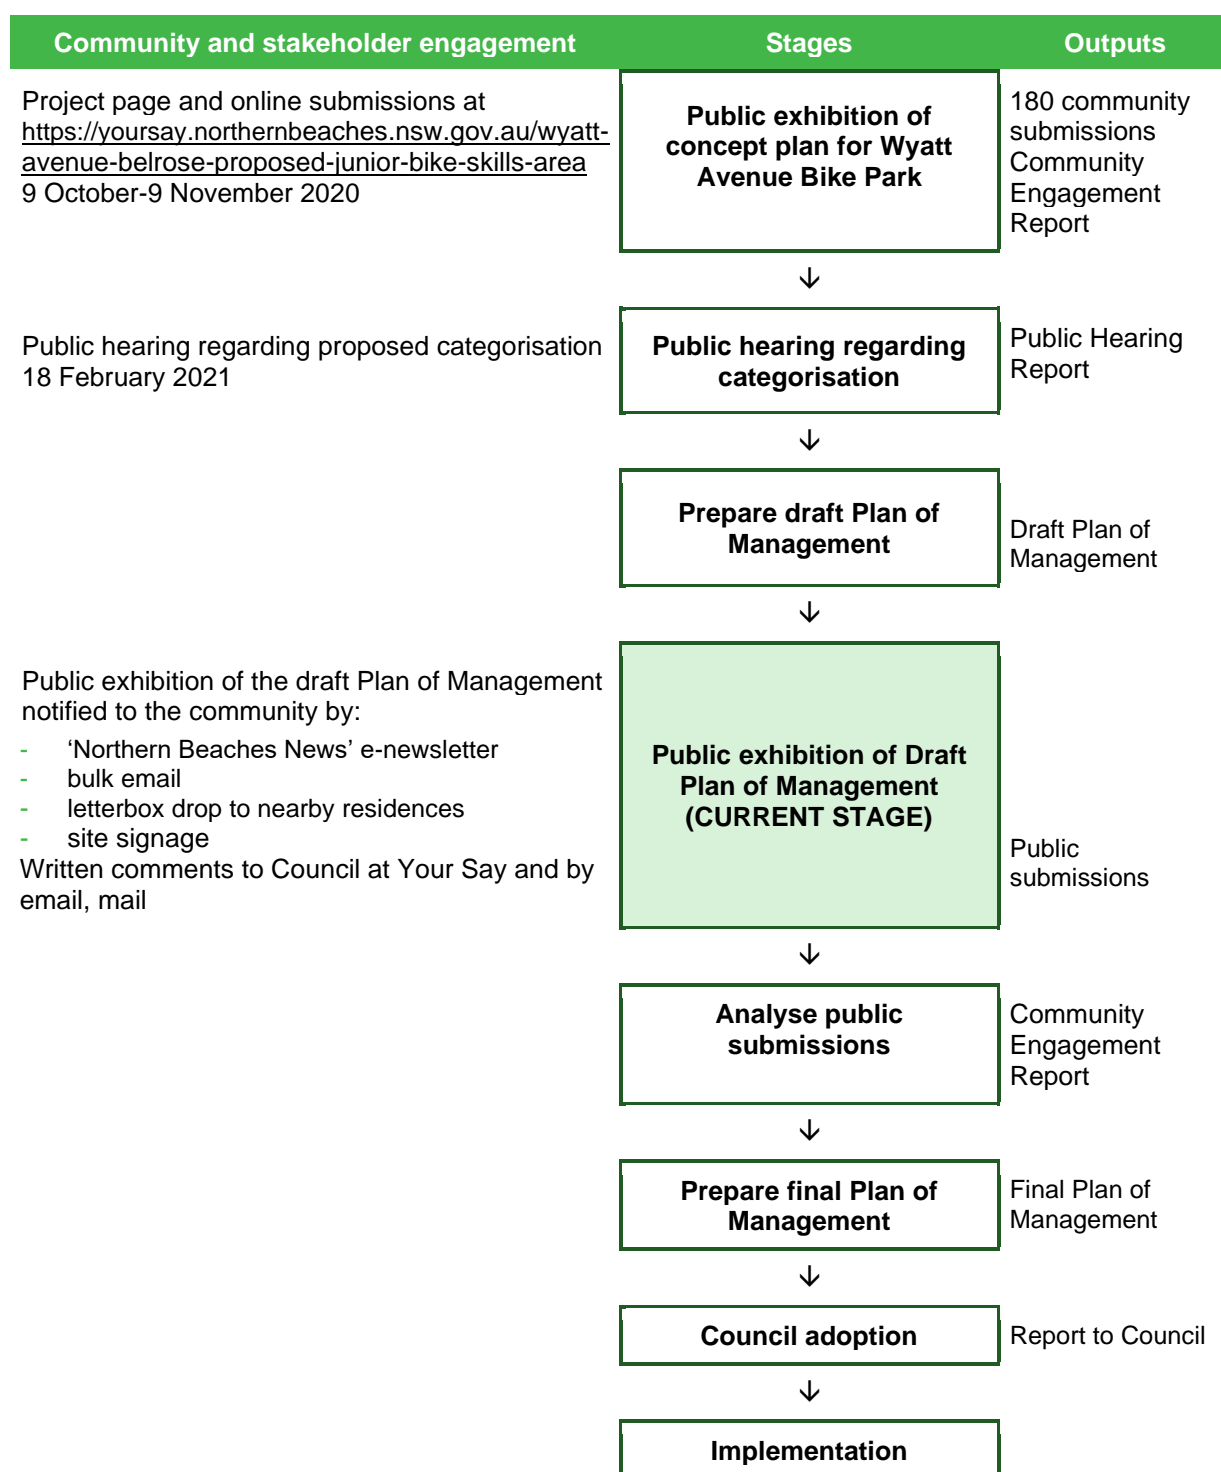 Community and stakeholder engagement
Stages
Outputs
Project page and online submissions at
https://yoursay.northernbeaches.nsw.gov.au/wyatt-
avenue-belrose-proposed-junior-bike-skills-area
9 October-9 November 2020
Public exhibition of
concept plan for Wyatt
Avenue Bike Park
180 community
submissions
Community
Engagement
Report
↓
Public hearing regarding proposed categorisation
18 February 2021
Public hearing regarding
categorisation
Public Hearing
Report
↓
Prepare draft Plan of
Management
Draft Plan of
Management
↓
Public exhibition of the draft Plan of Management
notified to the community by:
- ‘Northern Beaches News’ e-newsletter
- bulk email
- letterbox drop to nearby residences
- site signage
Written comments to Council at Your Say and by
email, mail
Public exhibition of Draft
Plan of Management
(CURRENT STAGE)
Public
submissions
↓
Analyse public
submissions
Community
Engagement
Report
↓
Prepare final Plan of
Management
Final Plan of
Management
↓
Council adoption
Report to Council
↓
Implementation